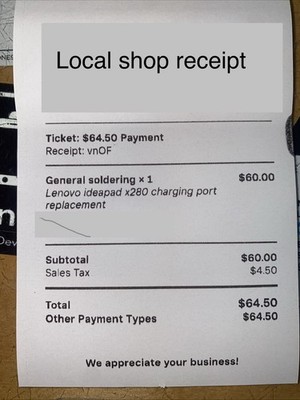 Local shop receipt
Ticket: $64.50 Payment
Receipt: vnOF
General soldering × 1 $60.00
Lenovo ideapad x280 charging port
replacement
Subtotal $60.00
Sales Tax $4.50
Total $64.50
Other Payment Types $64.50
We appreciate your business!